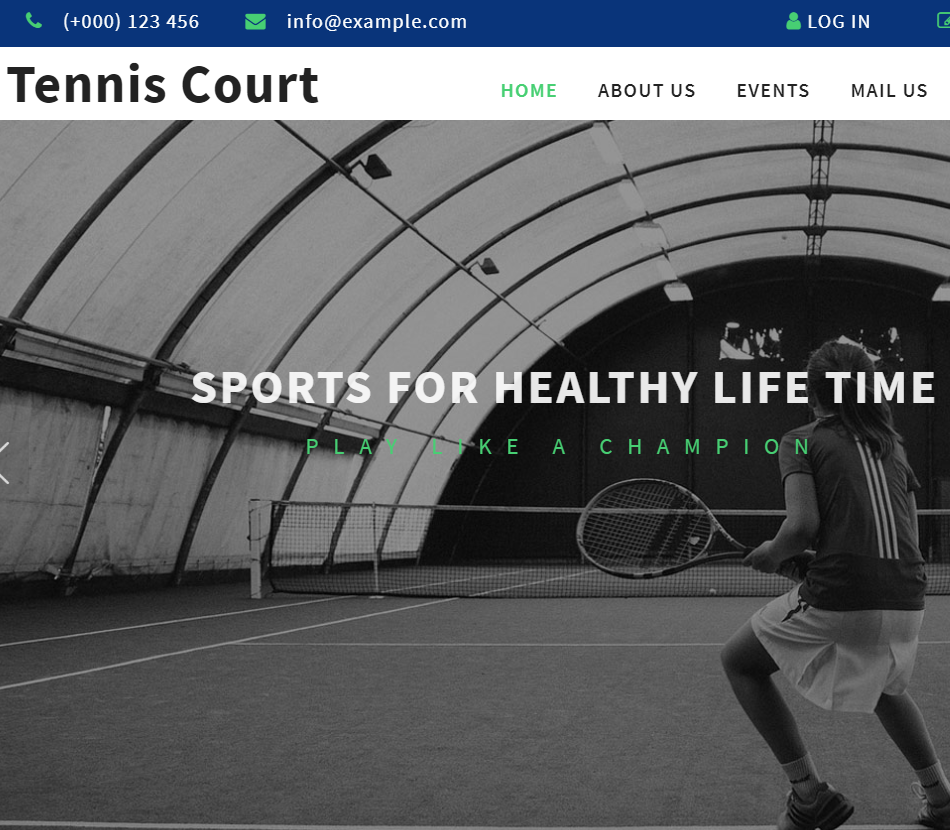 (+000) 123 456 info@example.com LOG IN
Tennis Court
HOME ABOUT US EVENTS MAIL US
SPORTS FOR HEALTHY LIFE TIME
PLAY LIKE A CHAMPION